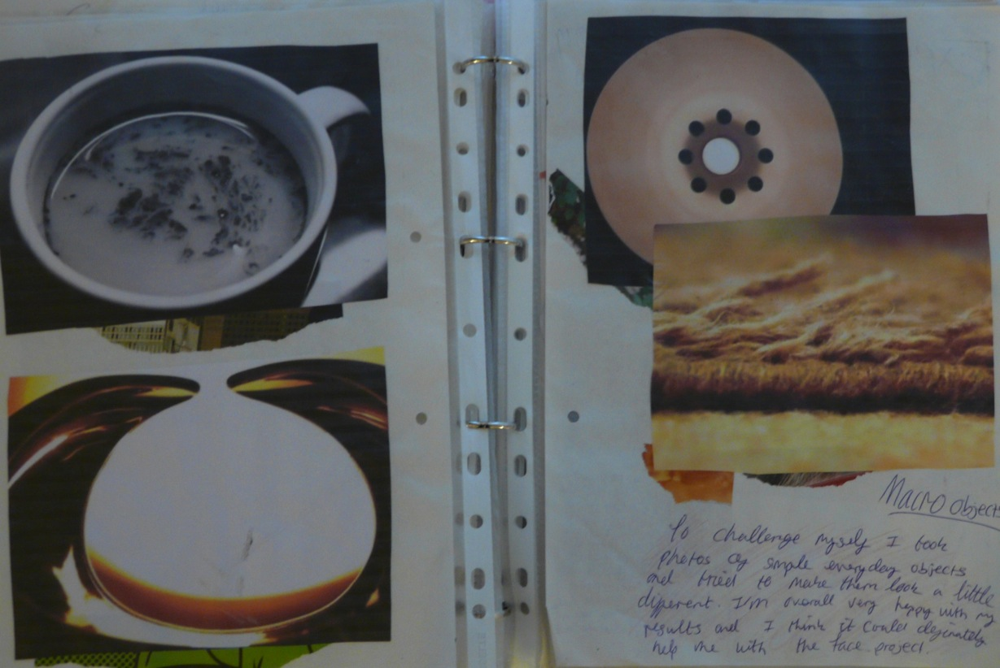 Macro objects
To challenge myself I took
photos of simple everyday objects
and tried to make them look a little
different. I'm overall very happy with my
results and I think it could definately
help me with the face project.